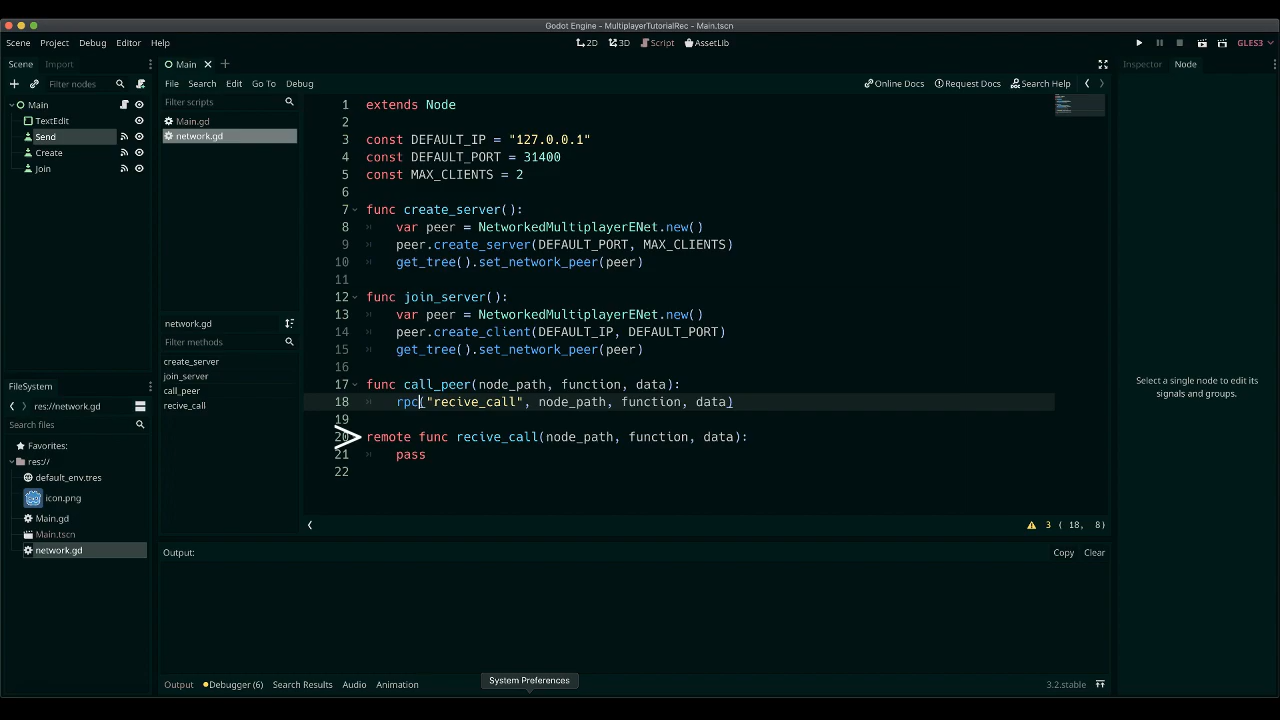 Godot Engine - MultiplayerTutorialRec - Main.tscn
Scene Project Debug Editor Help
2D 3D Script AssetLib
GLES3
Scene Import
Filter nodes
Main
TextEdit
Send
Create
Join
FileSystem
res://network.gd
Search files
Favorites:
res://
default_env.tres
icon.png
Main.gd
Main.tscn
network.gd
Main
File Search Edit Go To Debug
Online Docs Request Docs Search Help
Filter scripts
Main.gd
network.gd
network.gd
Filter methods
create_server
join_server
call_peer
recive_call
1 extends Node
2
3 const DEFAULT_IP = "127.0.0.1"
4 const DEFAULT_PORT = 31400
5 const MAX_CLIENTS = 2
6
7 func create_server():
8 var peer = NetworkedMultiplayerENet.new()
9 peer.create_server(DEFAULT_PORT, MAX_CLIENTS)
10 get_tree().set_network_peer(peer)
11
12 func join_server():
13 var peer = NetworkedMultiplayerENet.new()
14 peer.create_client(DEFAULT_IP, DEFAULT_PORT)
15 get_tree().set_network_peer(peer)
16
17 func call_peer(node_path, function, data):
18 rpc("recive_call", node_path, function, data)
19
20 remote func recive_call(node_path, function, data):
21 pass
22
3 ( 18, 8)
Output:
Copy Clear
Output Debugger (6) Search Results Audio Animation
System Preferences
3.2.stable
Inspector Node
Select a single node to edit its
signals and groups.